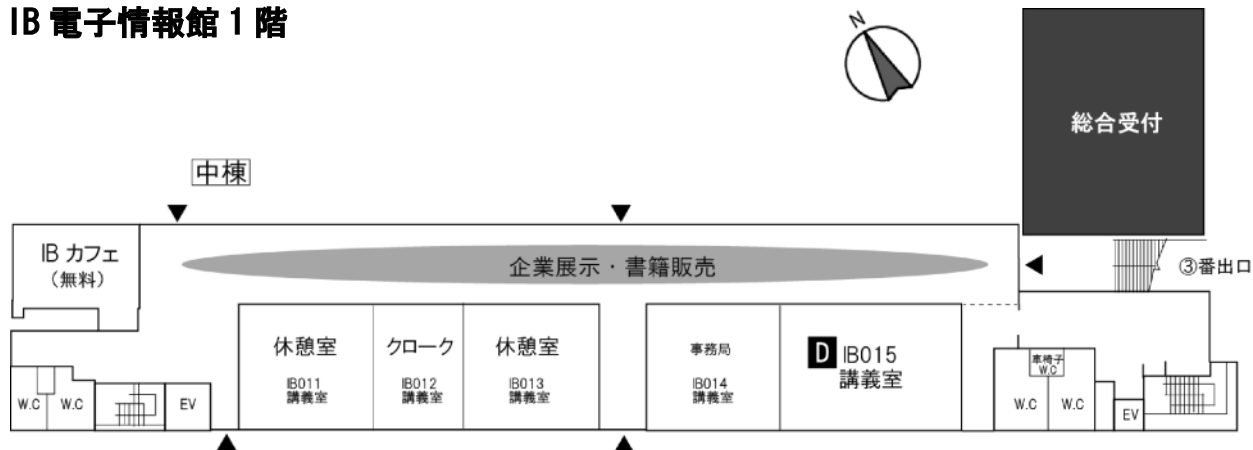 IB 電子情報館 1 階
N
総合受付
中棟
IB カフェ
(無料)
企業展示・書籍販売
③番出口
休憩室
IB011
講義室
クローク
IB012
講義室
休憩室
IB013
講義室
事務局
IB014
講義室
D IB015
講義室
車椅子
W.C
W.C
W.C
EV
W.C
W.C
EV